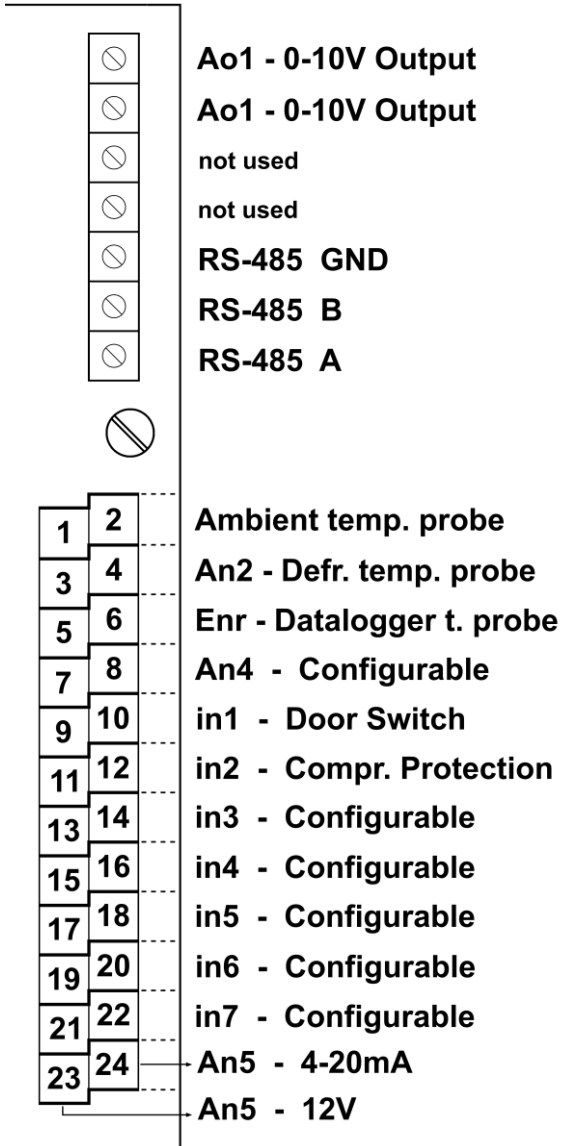 Ao1 - 0-10V Output
Ao1 - 0-10V Output
not used
not used
RS-485 GND
RS-485 B
RS-485 A
1 2 Ambient temp. probe
3 4 An2 - Defr. temp. probe
5 6 Enr - Datalogger t. probe
7 8 An4 - Configurable
9 10 in1 - Door Switch
11 12 in2 - Compr. Protection
13 14 in3 - Configurable
15 16 in4 - Configurable
17 18 in5 - Configurable
19 20 in6 - Configurable
21 22 in7 - Configurable
24 An5 - 4-20mA
23 An5 - 12V